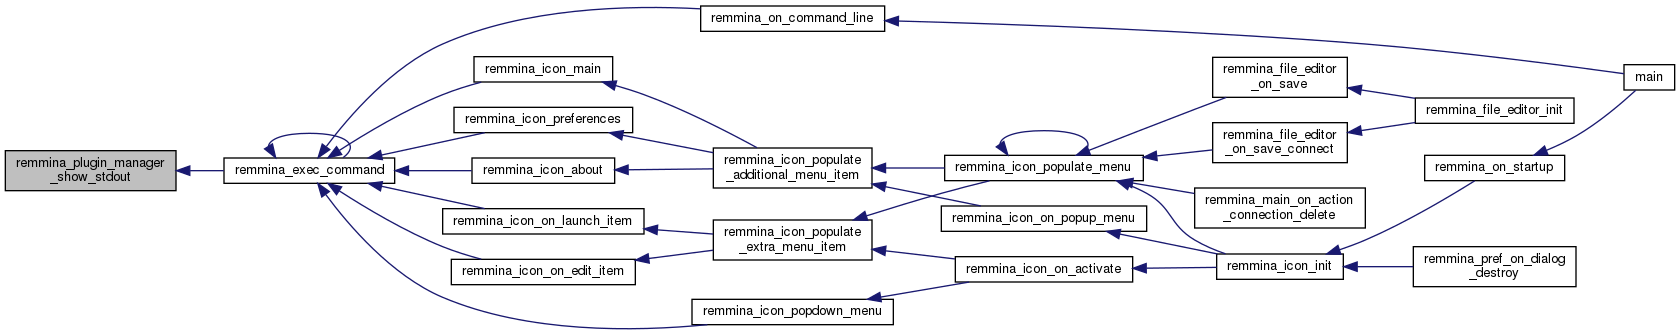 remmina_plugin_manager
_show_stdout
remmina_exec_command
remmina_on_command_line
remmina_icon_main
remmina_icon_preferences
remmina_icon_about
remmina_icon_on_launch_item
remmina_icon_on_edit_item
remmina_icon_popdown_menu
remmina_icon_populate
_additional_menu_item
remmina_icon_populate
_extra_menu_item
remmina_icon_populate_menu
remmina_icon_on_popup_menu
remmina_icon_on_activate
remmina_file_editor
_on_save
remmina_file_editor
_on_save_connect
remmina_main_on_action
_connection_delete
remmina_icon_init
remmina_file_editor_init
remmina_on_startup
remmina_pref_on_dialog
_destroy
main